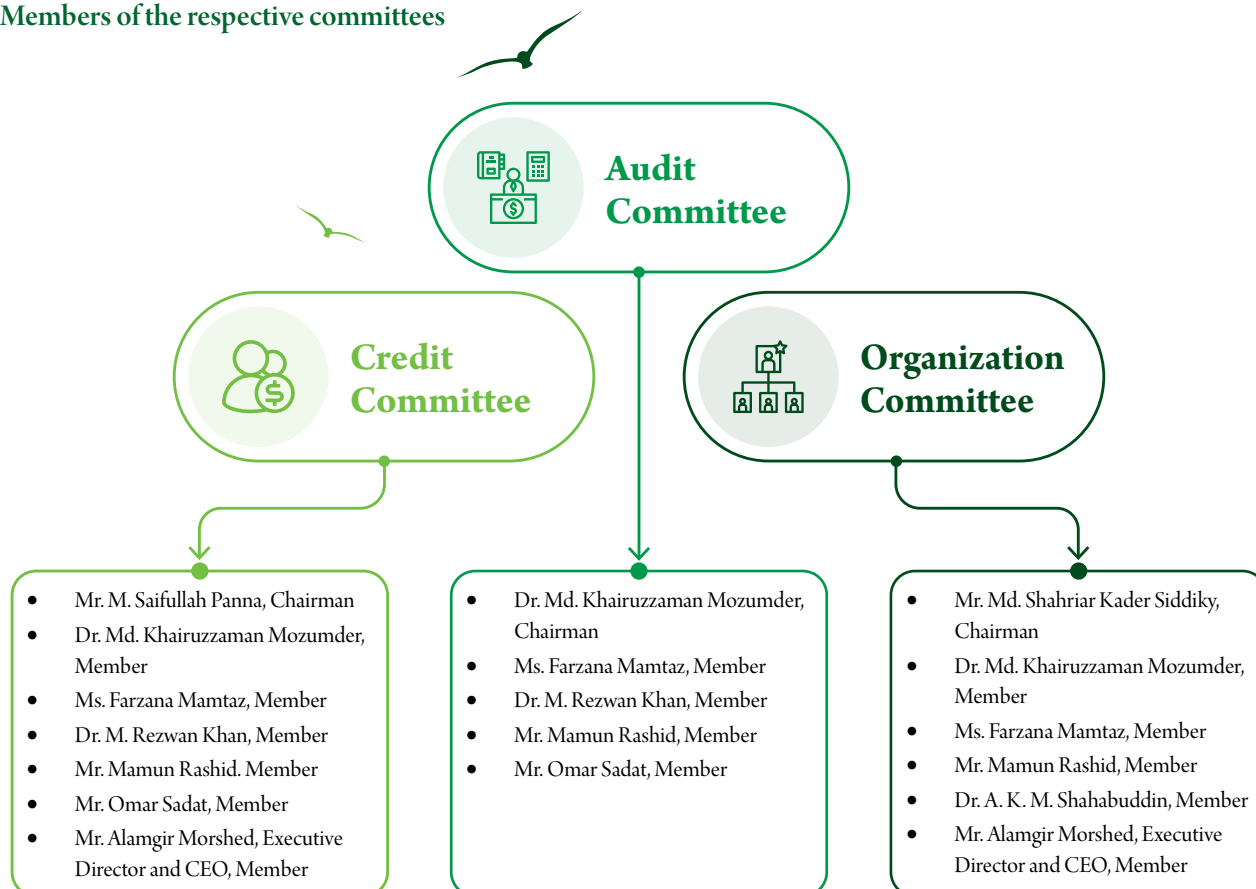 Members of the respective committees
Audit
Committee
Credit
Committee
Organization
Committee
• Mr. M. Saifullah Panna, Chairman
• Dr. Md. Khairuzzaman Mozumder,
Member
• Ms. Farzana Mamtaz, Member
• Dr. M. Rezwan Khan, Member
• Mr. Mamun Rashid. Member
• Mr. Omar Sadat, Member
• Mr. Alamgir Morshed, Executive
Director and CEO, Member
• Dr. Md. Khairuzzaman Mozumder,
Chairman
• Ms. Farzana Mamtaz, Member
• Dr. M. Rezwan Khan, Member
• Mr. Mamun Rashid, Member
• Mr. Omar Sadat, Member
• Mr. Md. Shahriar Kader Siddiky,
Chairman
• Dr. Md. Khairuzzaman Mozumder,
Member
• Ms. Farzana Mamtaz, Member
• Mr. Mamun Rashid, Member
• Dr. A. K. M. Shahabuddin, Member
• Mr. Alamgir Morshed, Executive
Director and CEO, Member